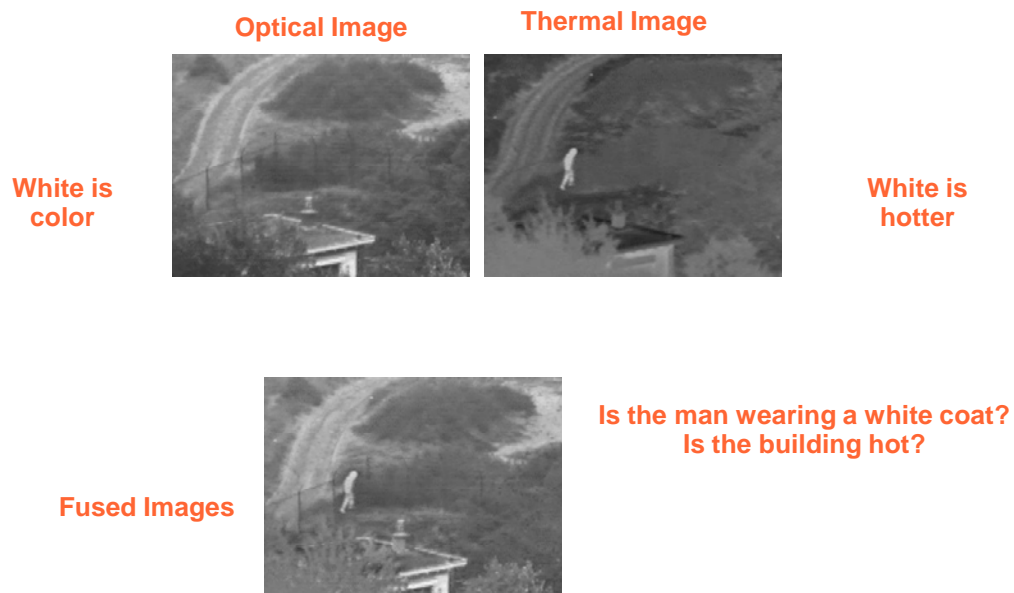 Optical Image
Thermal Image
White is
color
White is
hotter
Is the man wearing a white coat?
Is the building hot?
Fused Images